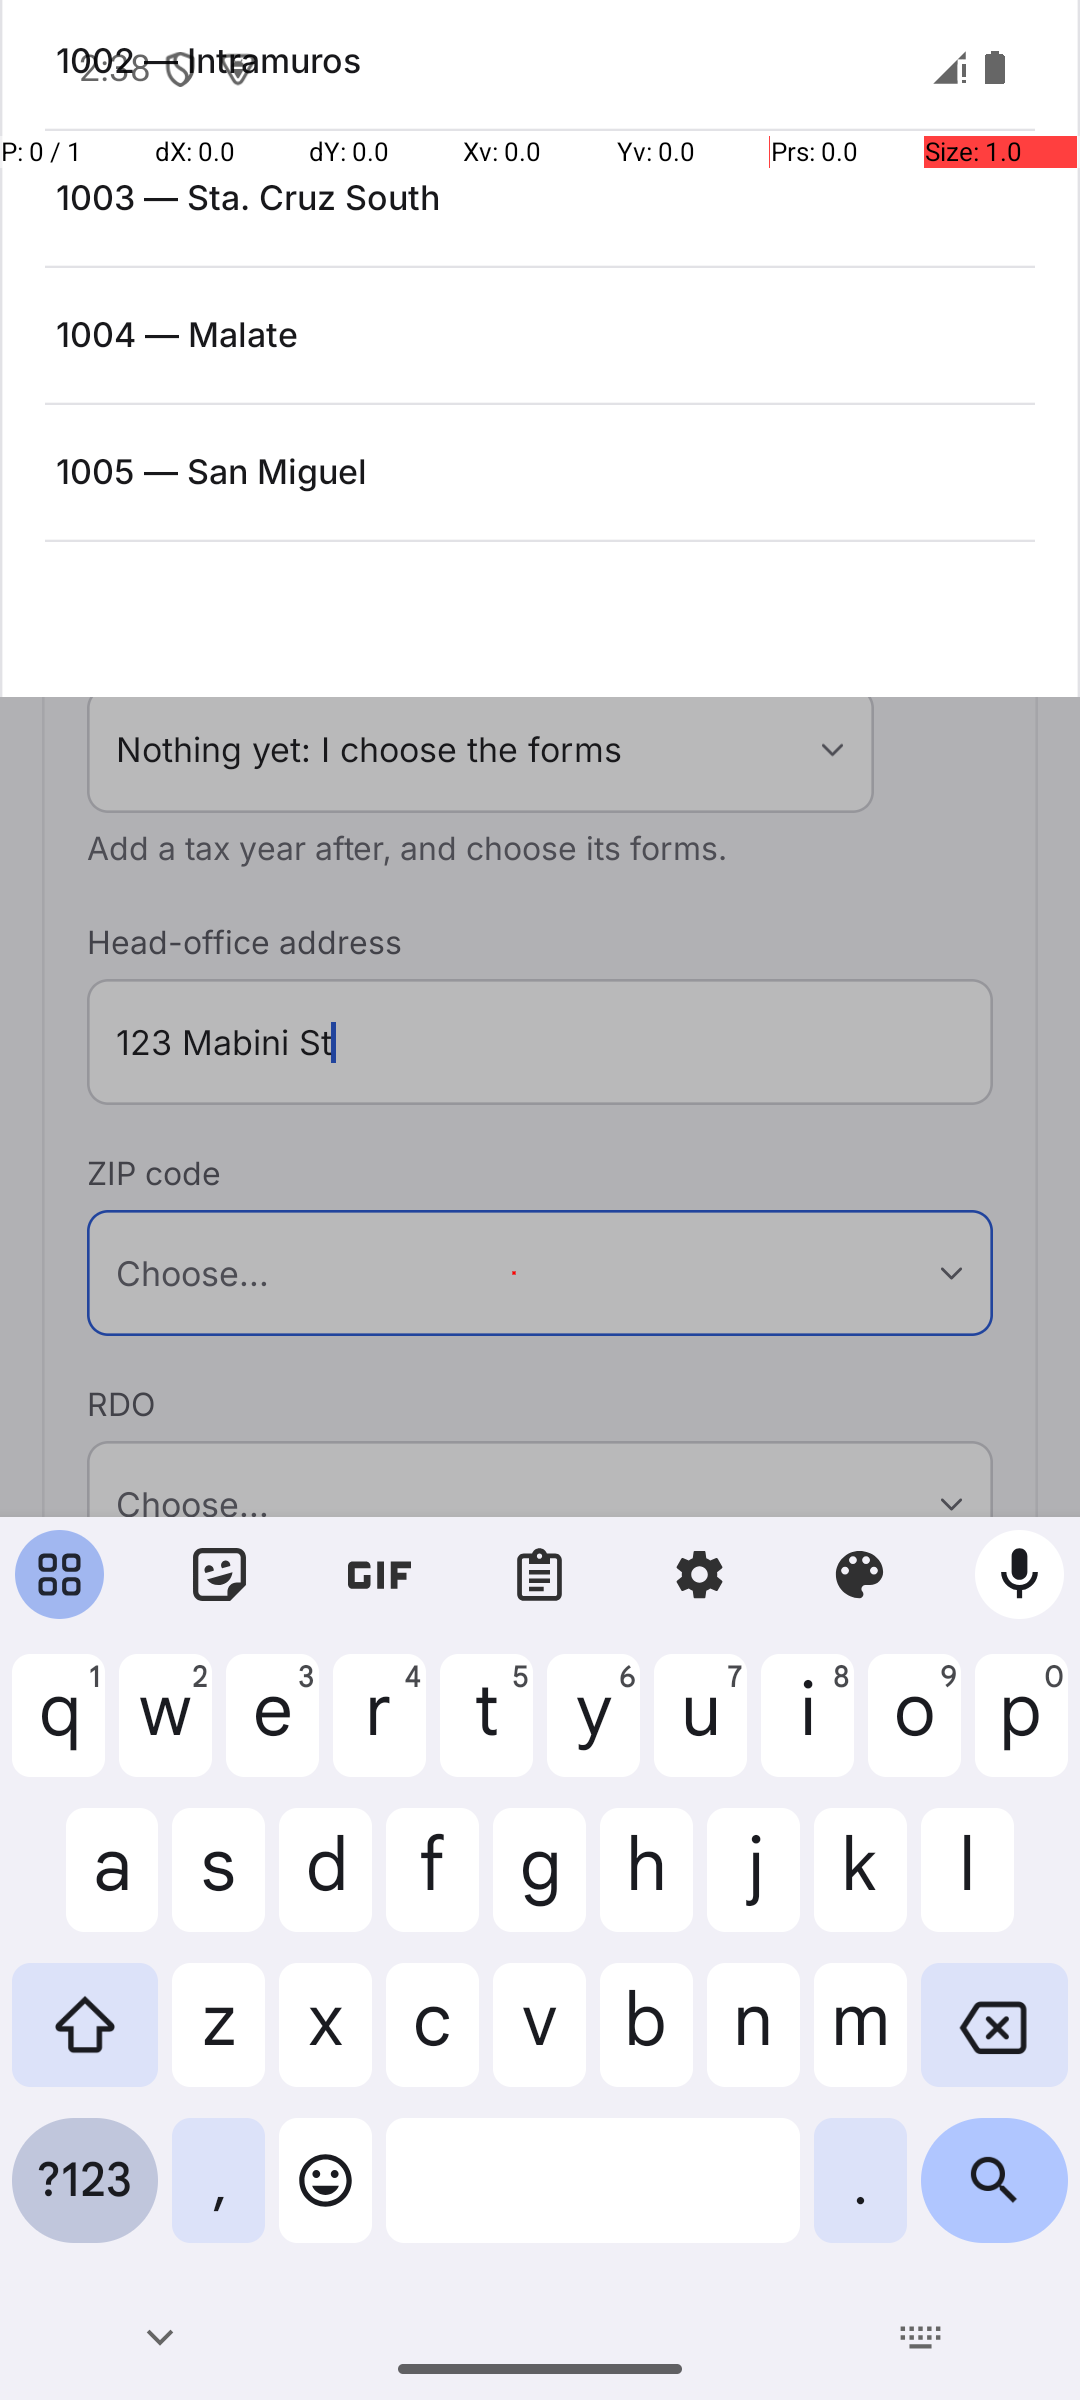 1002 — Intramuros
2:38
P: 0 / 1 dX: 0.0 dY: 0.0 Xv: 0.0 Yv: 0.0 Prs: 0.0 Size: 1.0
1003 — Sta. Cruz South
1004 — Malate
1005 — San Miguel
Nothing yet: I choose the forms
Add a tax year after, and choose its forms.
Head-office address
123 Mabini St
ZIP code
Choose...
RDO
Choose...
GIF
q 1 w 2 e 3 r 4 t 5 y 6 u 7 i 8 o 9 p 0
a s d f g h j k l
z x c v b n m
?123 , .